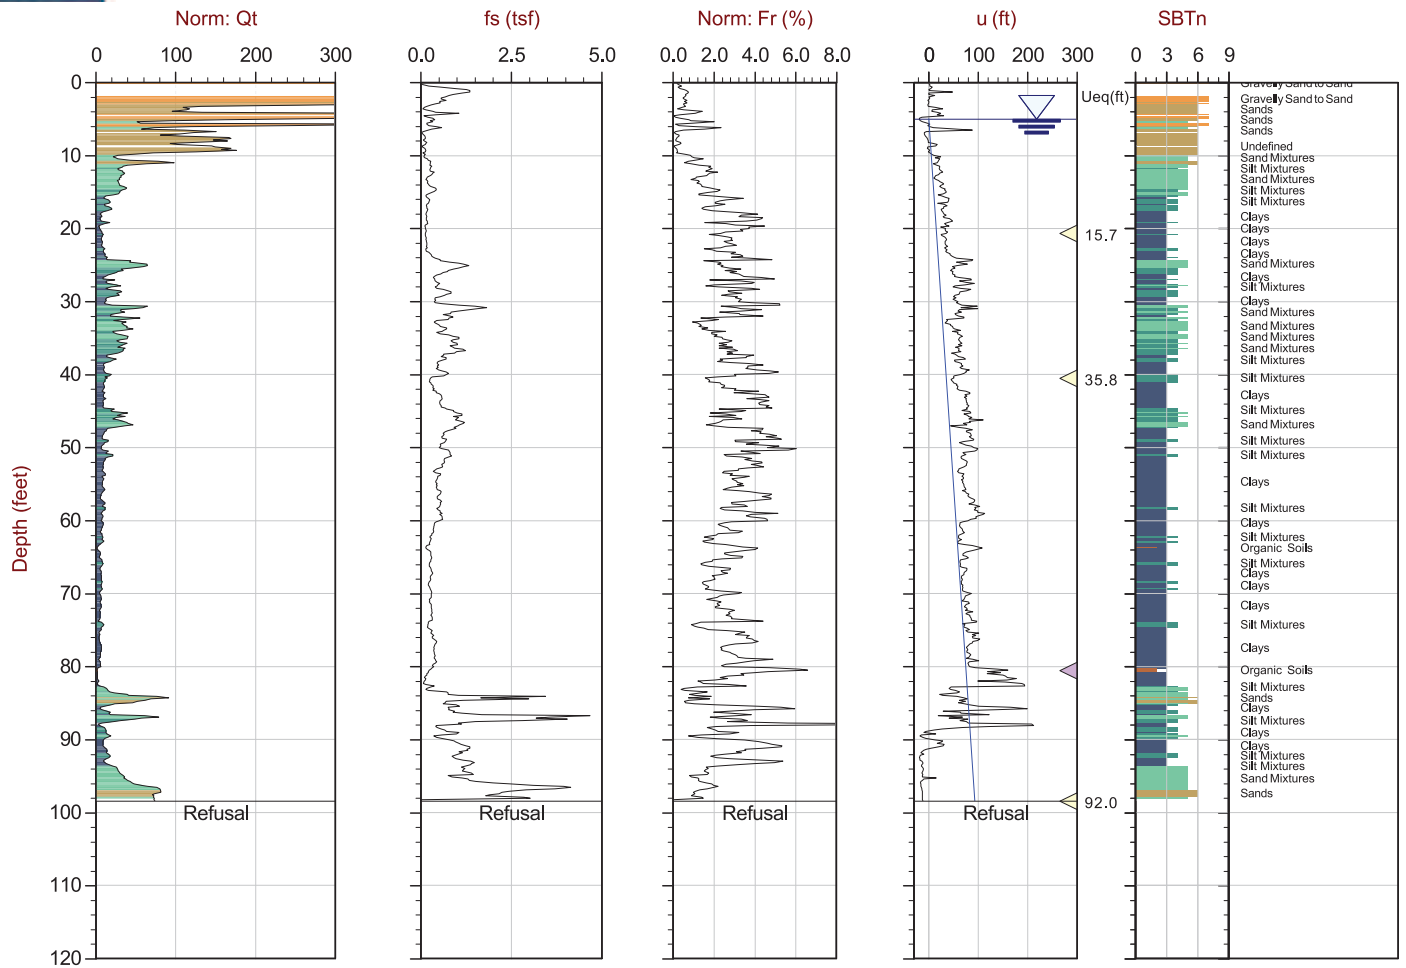 Norm: Qt
fs (tsf)
Norm: Fr (%)
u (ft)
SBTn
0 100 200 300
0.0 2.5 5.0
0.0 2.0 4.0 6.0 8.0
0 100 200 300
0 3 6 9
Depth (feet)
0
10
20
30
40
50
60
70
80
90
100
110
120
Ueq(ft)
15.7
35.8
92.0
Refusal
Refusal
Refusal
Refusal
Gravelly Sand to Sand
Gravelly Sand to Sand
Sands
Sands
Sands
Undefined
Sand Mixtures
Silt Mixtures
Sand Mixtures
Silt Mixtures
Silt Mixtures
Clays
Clays
Clays
Clays
Sand Mixtures
Clays
Silt Mixtures
Clays
Sand Mixtures
Sand Mixtures
Sand Mixtures
Sand Mixtures
Silt Mixtures
Silt Mixtures
Clays
Silt Mixtures
Sand Mixtures
Silt Mixtures
Silt Mixtures
Clays
Silt Mixtures
Clays
Silt Mixtures
Organic Soils
Silt Mixtures
Clays
Clays
Clays
Silt Mixtures
Clays
Organic Soils
Silt Mixtures
Sands
Clays
Silt Mixtures
Clays
Clays
Silt Mixtures
Silt Mixtures
Sand Mixtures
Sands